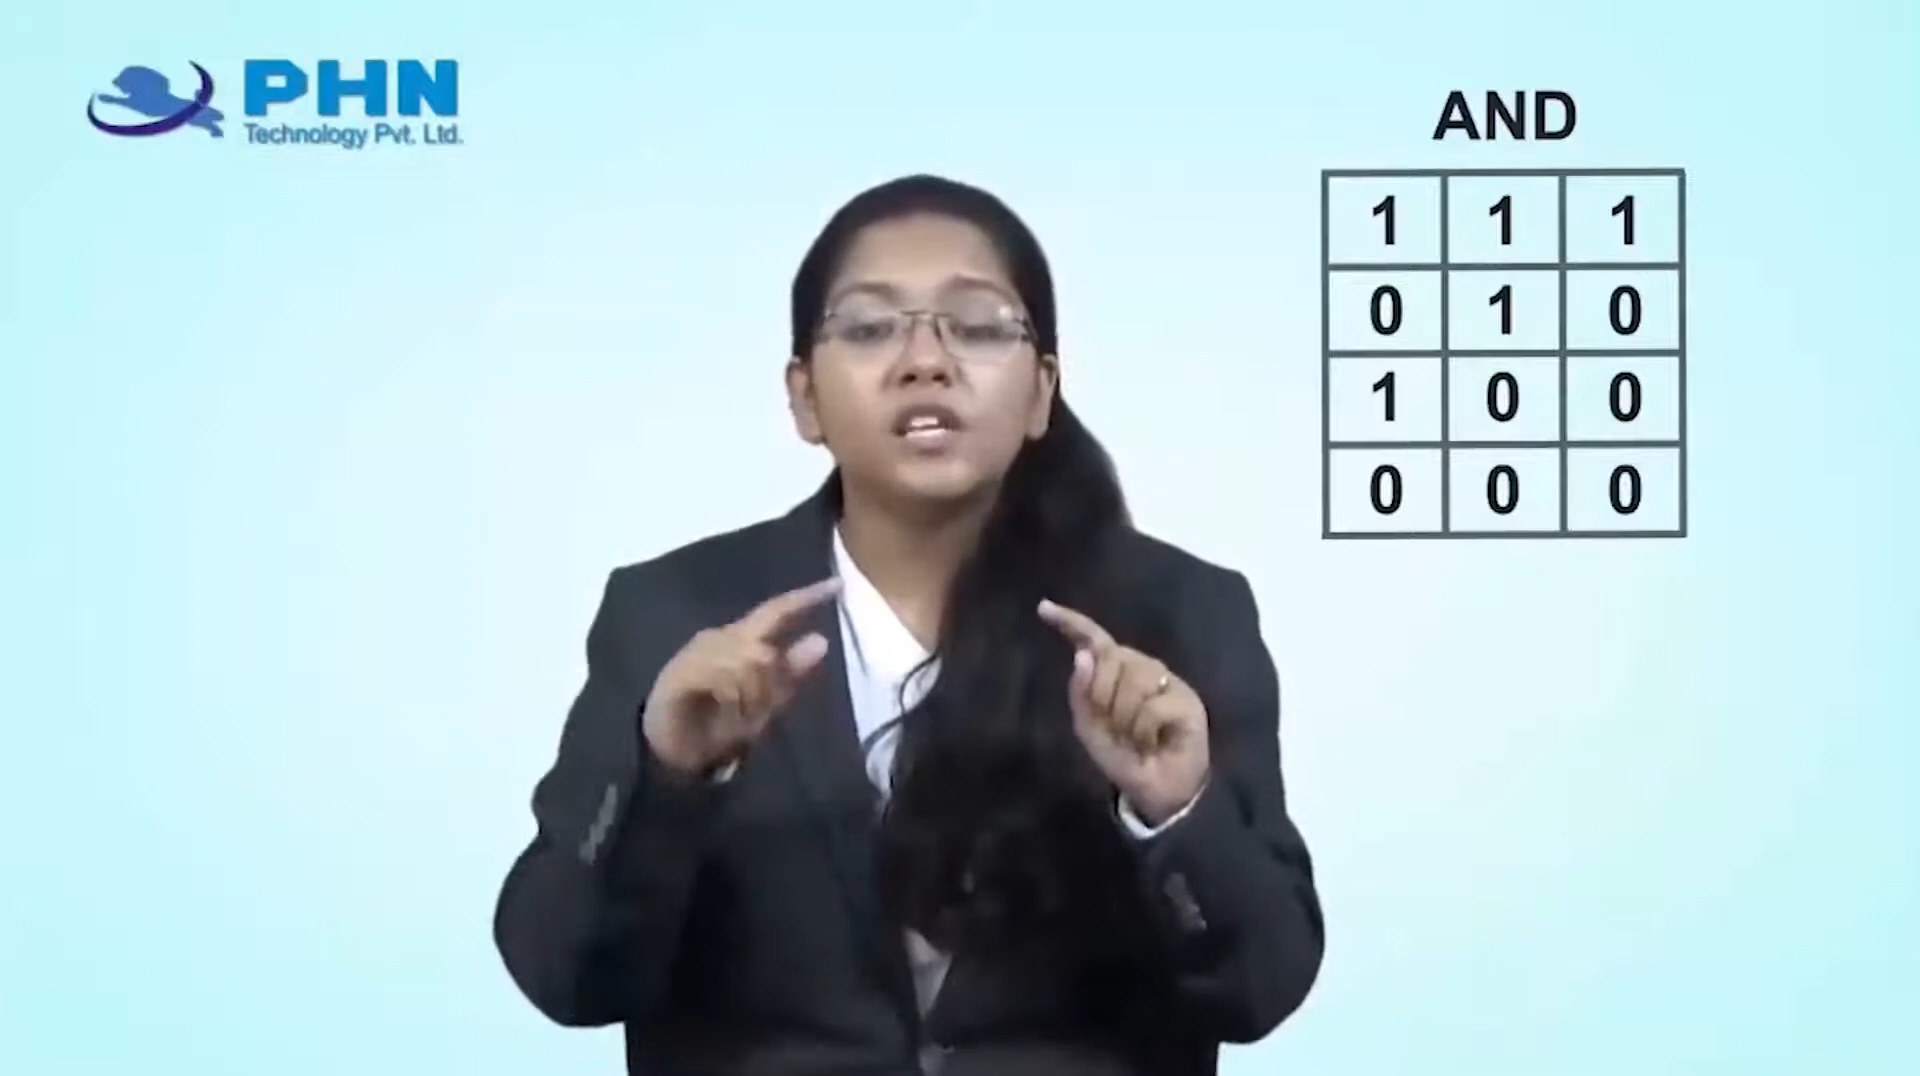 PHN
Technology Pvt. Ltd.
AND
1 1 1
0 1 0
1 0 0
0 0 0